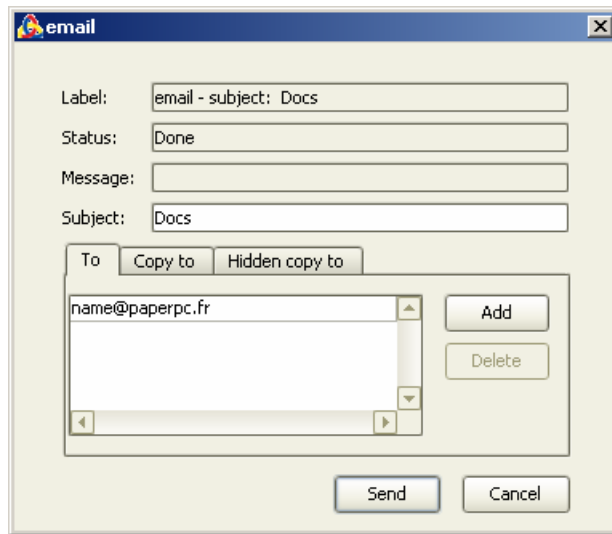 email
Label: email - subject: Docs
Status: Done
Message:
Subject: Docs
To Copy to Hidden copy to
name@paperpc.fr
Add
Delete
Send Cancel